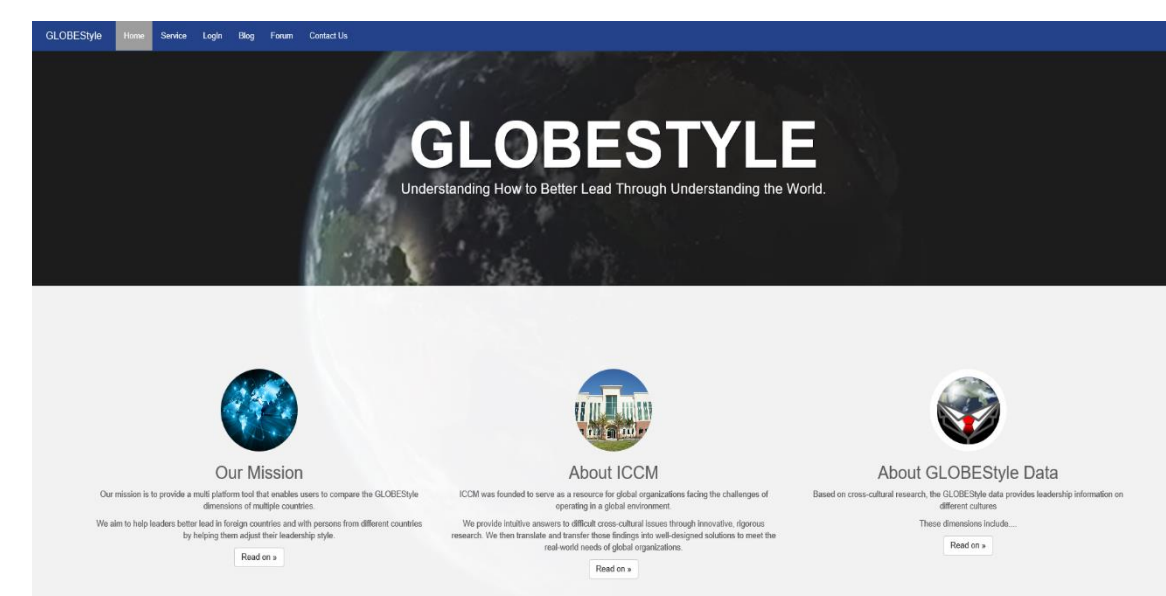 GLOBEStyle Home Service Login Blog Forum Contact Us
GLOBESTYLE
Understanding How to Better Lead Through Understanding the World.
Our Mission
Our mission is to provide a multi platform tool that enables users to compare the GLOBEStyle
dimensions of multiple countries.
We aim to help leaders better lead in foreign countries and with persons from different countries
by helping them adjust their leadership style.
Read on »
About ICCM
ICCM was founded to serve as a resource for global organizations facing the challenges of
operating in a global environment.
We provide intuitive answers to difficult cross-cultural issues through innovative, rigorous
research. We then translate and transfer those findings into well-designed solutions to meet the
real-world needs of global organizations.
Read on »
About GLOBEStyle Data
Based on cross-cultural research, the GLOBEStyle data provides leadership information on
different cultures
These dimensions include....
Read on »